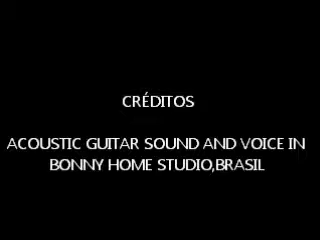 CRÉDITOS
ACOUSTIC GUITAR SOUND AND VOICE IN
BONNY HOME STUDIO,BRASIL